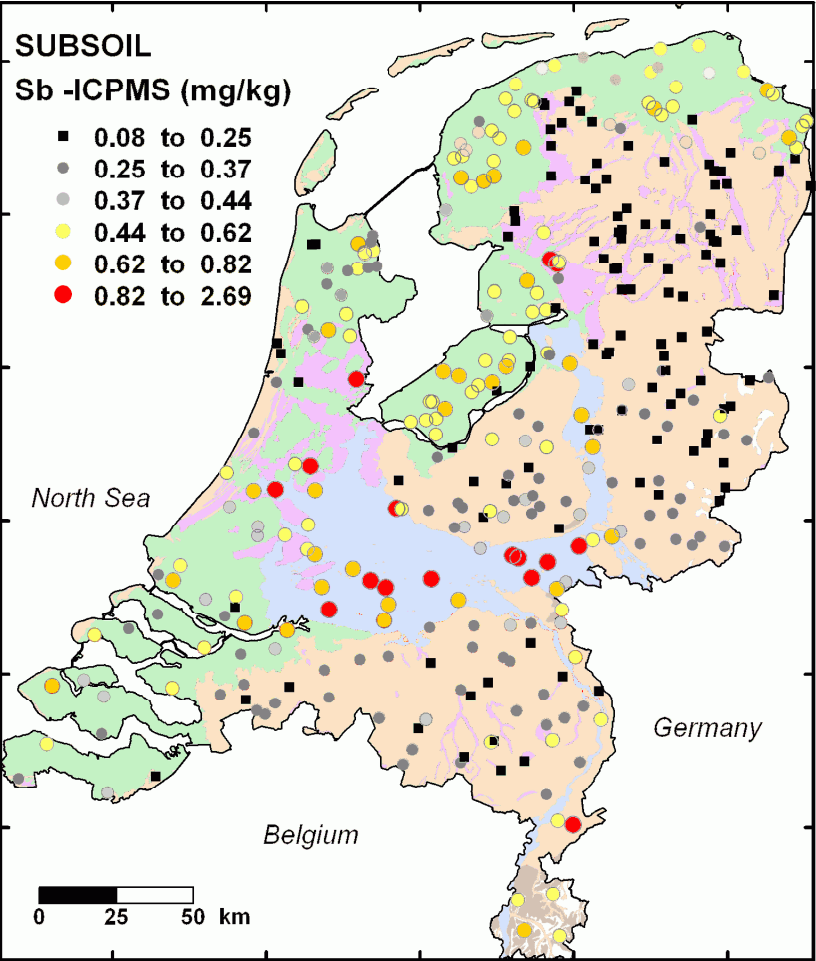 SUBSOIL
Sb -ICPMS (mg/kg)
0.08 to 0.25
0.25 to 0.37
0.37 to 0.44
0.44 to 0.62
0.62 to 0.82
0.82 to 2.69
North Sea
Germany
Belgium
0 25 50 km